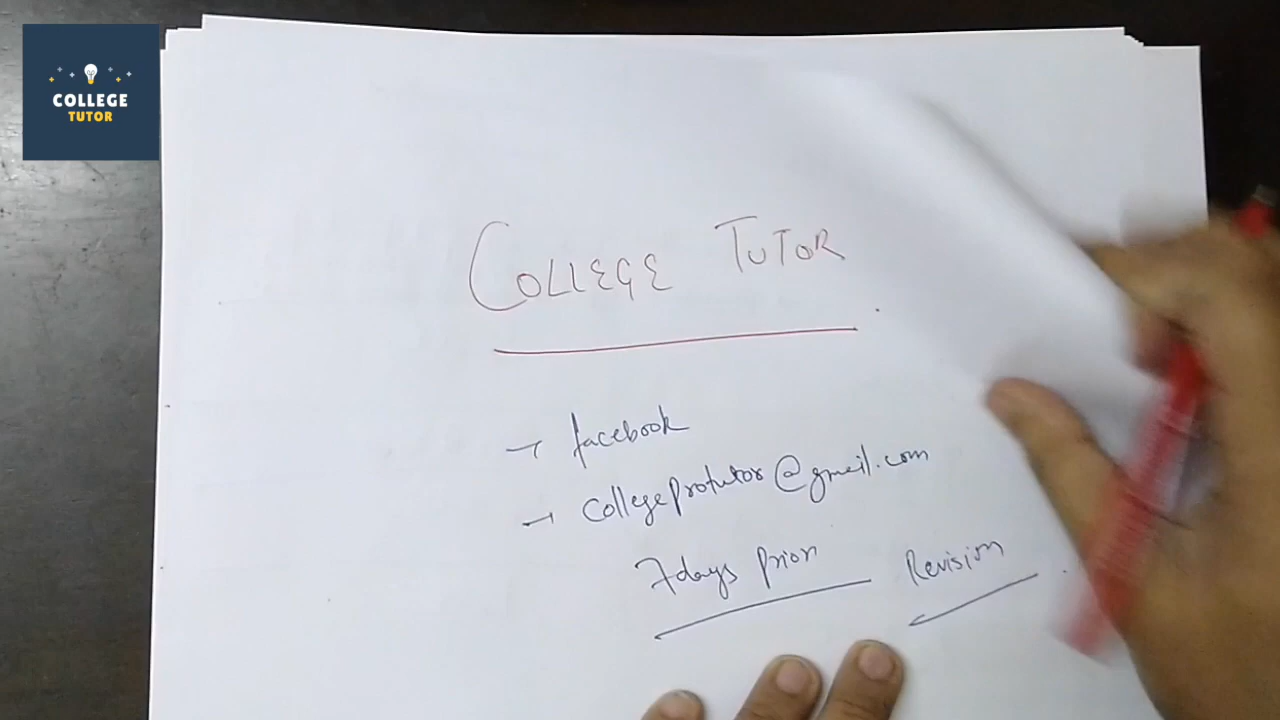 COLLEGE
TUTOR
COLLEGE TUTOR
→ facebook
→ collegeprotutor@gmail.com
7days prior Revision